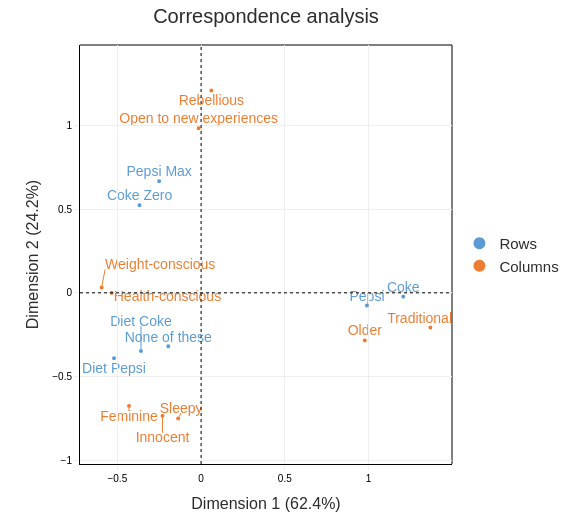 Correspondence analysis
Rebellious
Open to new experiences
1
Pepsi Max
Coke Zero
0.5
Weight-conscious
Rows
Columns
Coke
0
Health-conscious
Pepsi
Diet Coke
Traditional
None of these
Older
Diet Pepsi
−0.5
Sleepy
Feminine
Innocent
−1
−0.5
0
0.5
1
Dimension 1 (62.4%)
Dimension 2 (24.2%)